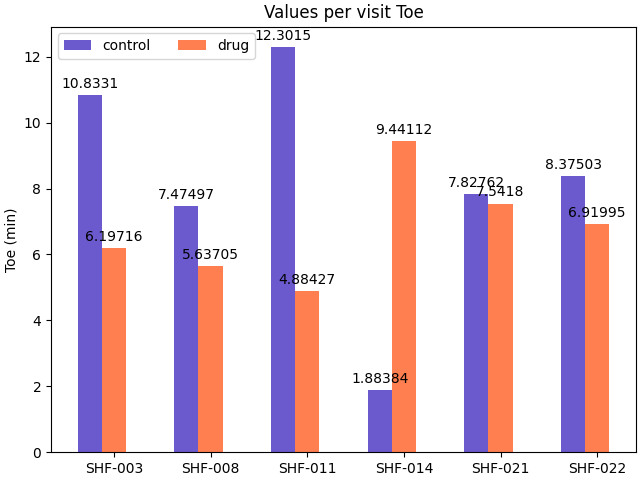 Values per visit Toe
control
drug
Toe (min)
12
10
8
6
4
2
0
10.8331
6.19716
7.47497
5.63705
12.3015
4.88427
1.88384
9.44112
7.82762
7.5418
8.37503
6.91995
SHF-003
SHF-008
SHF-011
SHF-014
SHF-021
SHF-022